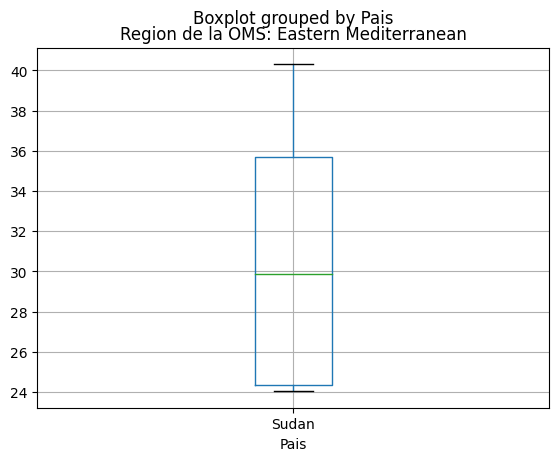 Boxplot grouped by Pais
Region de la OMS: Eastern Mediterranean
40
38
36
34
32
30
28
26
24
Sudan
Pais